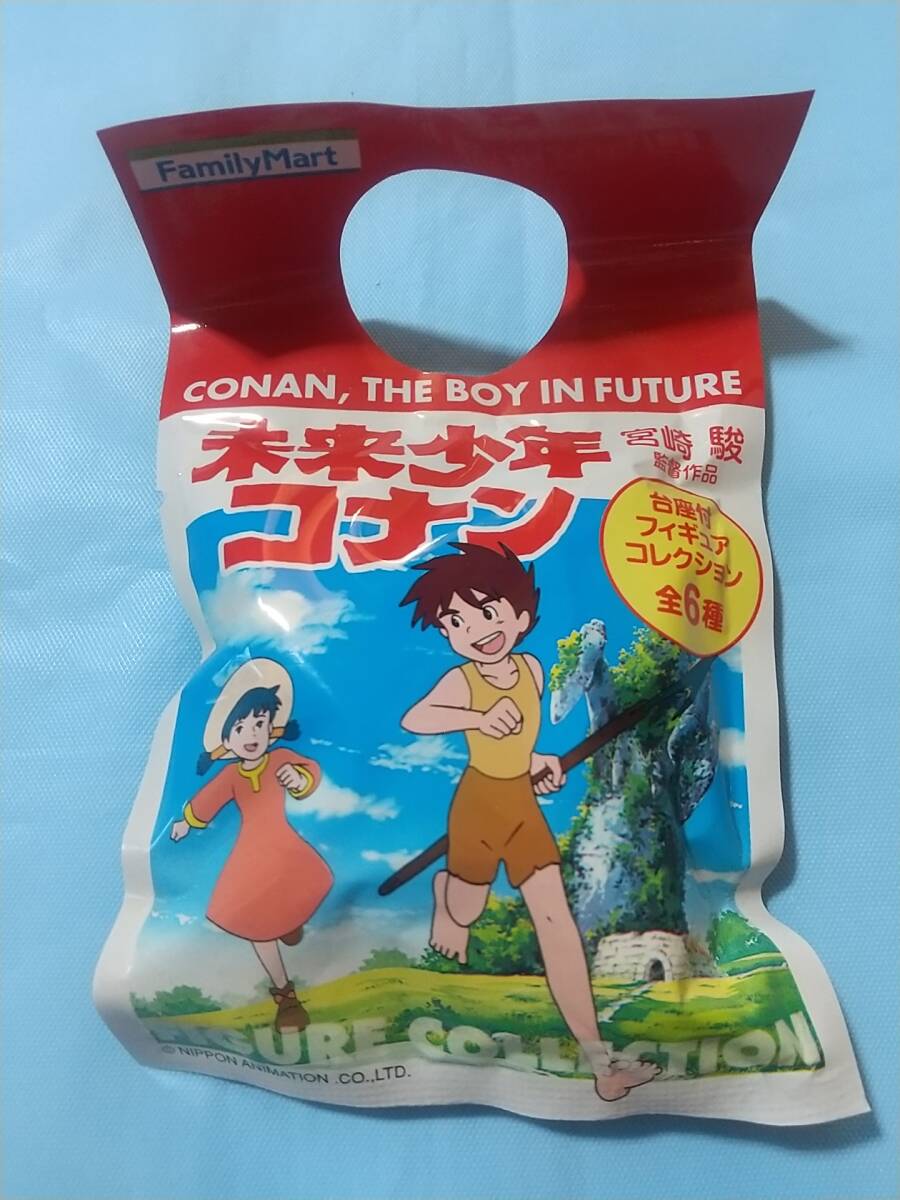 FamilyMart
CONAN, THE BOY IN FUTURE
未来少年
コナン
宮崎 駿
監督作品
台座付
フィギュア
コレクション
全6種
FIGURE COLLECTION
© NIPPON ANIMATION .CO.,LTD.